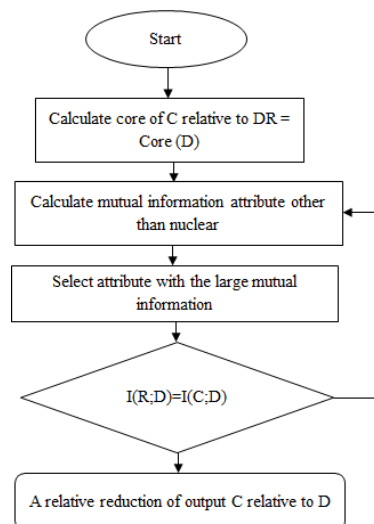 Start
Calculate core of C relative to DR =
Core (D)
Calculate mutual information attribute other
than nuclear
Select attribute with the large mutual
information
I(R;D)=I(C;D)
A relative reduction of output C relative to D